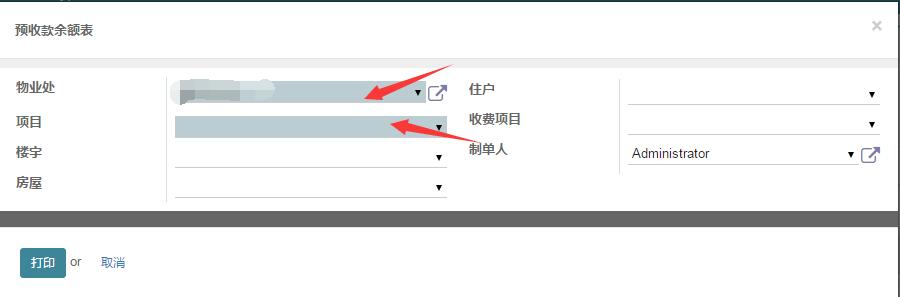 预收款余额表
×
物业处
项目
楼宇
房屋
住户
收费项目
制单人 Administrator
打印 or 取消